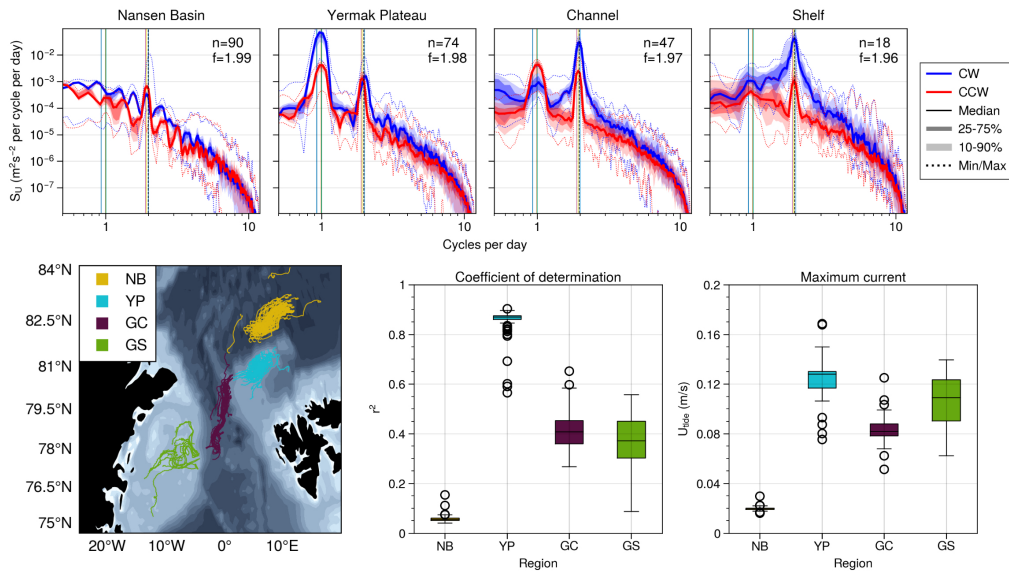 Nansen Basin
Yermak Plateau
Channel
Shelf
S_U (m²s⁻² per cycle per day)
10⁻²
10⁻³
10⁻⁴
10⁻⁵
10⁻⁶
10⁻⁷
n=90
f=1.99
n=74
f=1.98
n=47
f=1.97
n=18
f=1.96
1
10
1
10
1
10
1
10
Cycles per day
CW
CCW
Median
25-75%
10-90%
Min/Max
84°N
82.5°N
81°N
79.5°N
78°N
76.5°N
75°N
NB
YP
GC
GS
20°W
10°W
0°
10°E
Coefficient of determination
r²
1
0.8
0.6
0.4
0.2
0
NB
YP
GC
GS
Region
Maximum current
U_tide (m/s)
0.2
0.16
0.12
0.08
0.04
0
NB
YP
GC
GS
Region